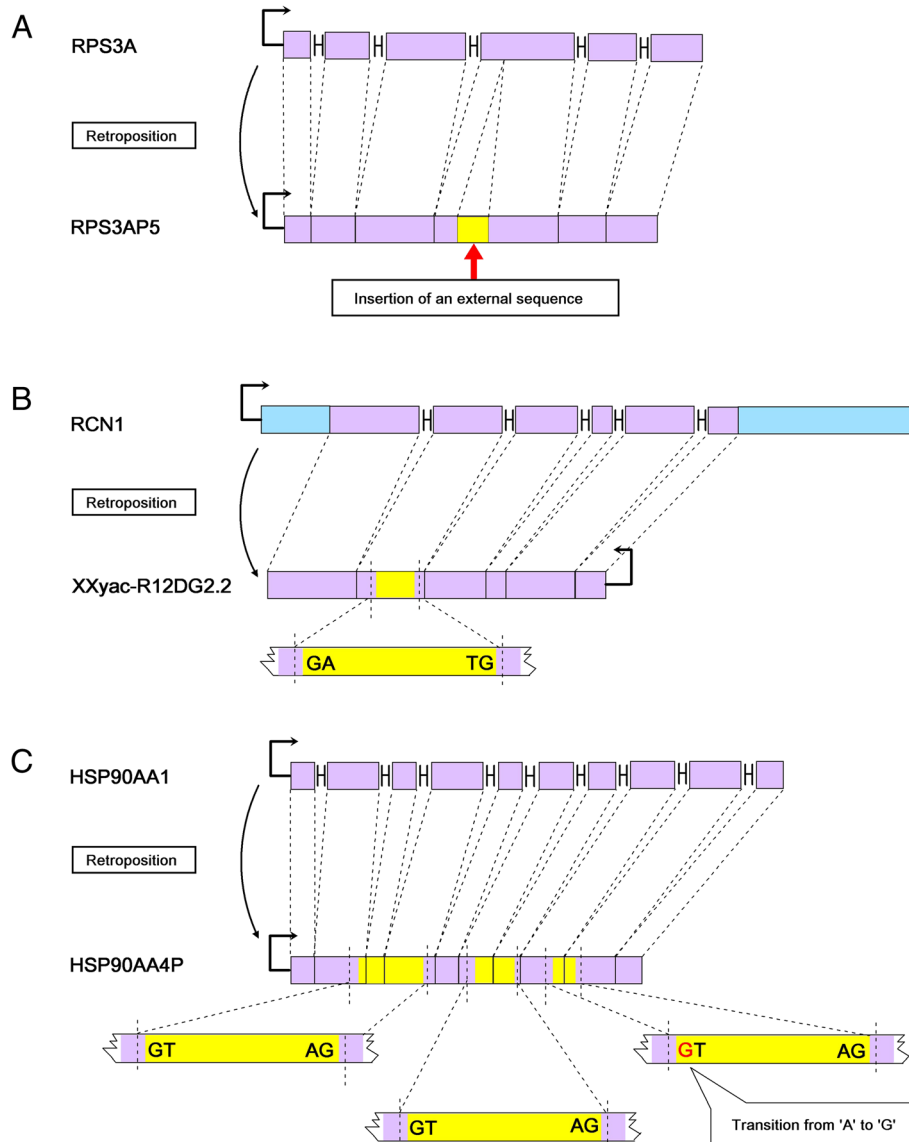 A
RPS3A
Retroposition
RPS3AP5
Insertion of an external sequence
B
RCN1
Retroposition
XXyac-R12DG2.2
GA TG
C
HSP90AA1
Retroposition
HSP90AA4P
GT AG
GT AG
GT AG
Transition from 'A' to 'G'